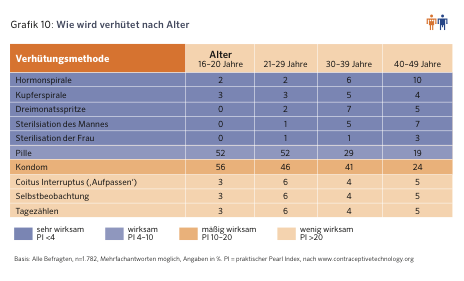 Grafik 10: Wie wird verhütet nach Alter
Verhütungsmethode
Alter
16–20 Jahre 21–29 Jahre 30–39 Jahre 40–49 Jahre
Hormonspirale 2 2 6 10
Kupferspirale 3 3 5 4
Dreimonatsspritze 0 2 7 5
Sterilsiation des Mannes 0 1 5 7
Sterilisation der Frau 0 1 1 3
Pille 52 52 29 19
Kondom 56 46 41 24
Coitus Interruptus (‚Aufpassen‘) 3 6 4 5
Selbstbeobachtung 3 6 4 5
Tagezählen 3 6 4 5
sehr wirksam wirksam mäßig wirksam wenig wirksam
PI <4 PI 4–10 PI 10–20 PI >20
Basis: Alle Befragten, n=1.782, Mehrfachantworten möglich, Angaben in %. PI = praktischer Pearl Index, nach www.contraceptivetechnology.org